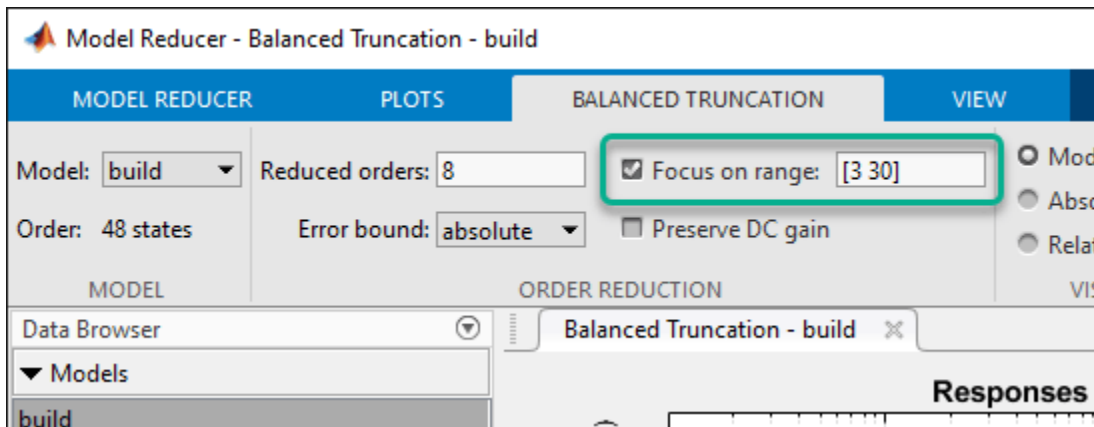 Model Reducer - Balanced Truncation - build
MODEL REDUCER PLOTS BALANCED TRUNCATION VIEW
Model: build Reduced orders: 8 Focus on range: [3 30]
Order: 48 states Error bound: absolute Preserve DC gain
MODEL ORDER REDUCTION
Data Browser Balanced Truncation - build
Models
Responses
build